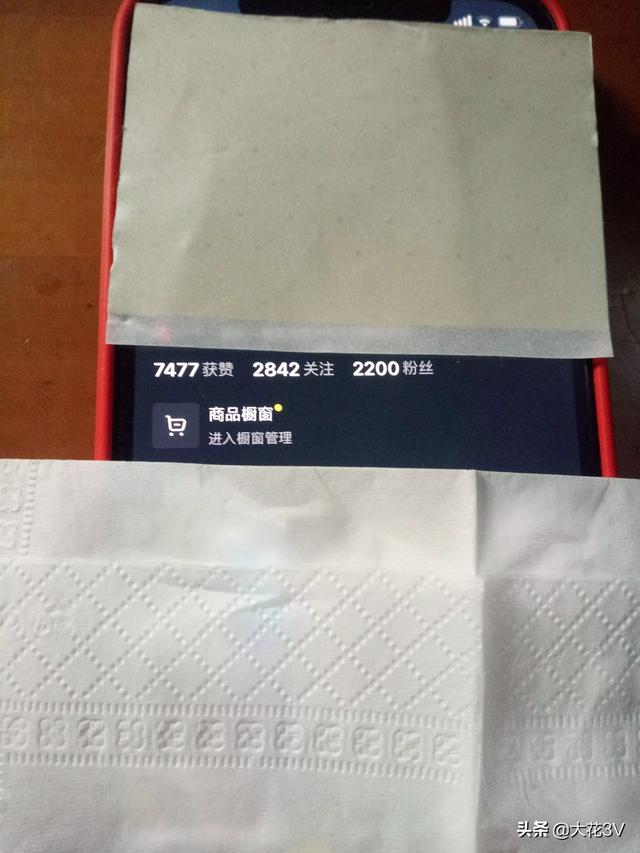 7477 获赞 2842 关注 2200 粉丝
商品橱窗
进入橱窗管理
头条 @大花3V